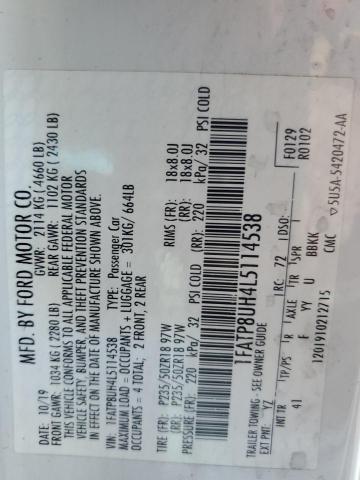 MFD. BY FORD MOTOR CO.
DATE: 10/19 GVWR: 2114 KG ( 4660 LB)
FRONT GAWR: 1034 KG ( 2280 LB) REAR GAWR: 1102 KG ( 2430 LB)
THIS VEHICLE CONFORMS TO ALL APPLICABLE FEDERAL MOTOR
VEHICLE SAFETY, BUMPER, AND THEFT PREVENTION STANDARDS
IN EFFECT ON THE DATE OF MANUFACTURE SHOWN ABOVE.
VIN: 1FATP8UH4L5114538 TYPE: Passenger Car
MAXIMUM LOAD = OCCUPANTS + LUGGAGE = 301KG/ 664LB
OCCUPANTS = 4 TOTAL: 2 FRONT, 2 REAR
TIRE (FR): P235/50ZR18 97W RIMS (FR): 18x8.0J
(RR): P235/50ZR18 97W (RR): 18x8.0J
PRESSURE (FR): 220 kPa/ 32 PSI COLD (RR): 220 kPa/ 32 PSI COLD
1FATP8UH4L5114538
TRAILER TOWING - SEE OWNER GUIDE
EXT PNT: YZ RC: 72 DSO: F0129
R0102
INT TR TP/PS R AXLE TR SPR
41 F YY U BBKK
1201910212715 CMC 5U5A-5420472-AA